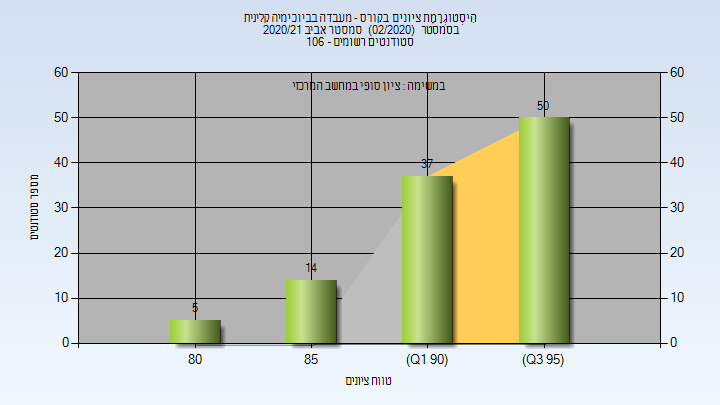 היסטוגרמת ציונים בקורס - מעבדה בביוכימיה קלינית
בסמסטר (02/2020) סמסטר אביב 2020/21
סטודנטים רשומים - 106
במשימה : ציון סופי במחשב המרכזי
60 60
50 50
50
40 40
37
30 30
20 20
14
10 10
5
0 0
מספר סטודנטים
80 85 (Q1 90) (Q3 95)
טווח ציונים